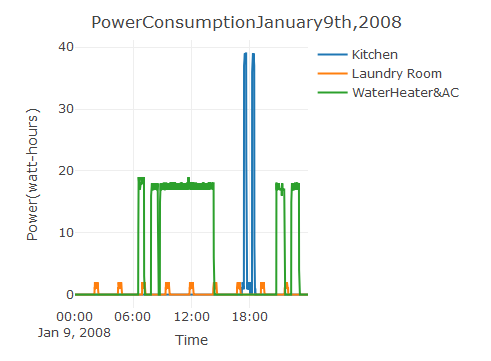 PowerConsumptionJanuary9th,2008
Kitchen
Laundry Room
WaterHeater&AC
Power(watt-hours)
40
30
20
10
0
00:00 06:00 12:00 18:00
Jan 9, 2008
Time